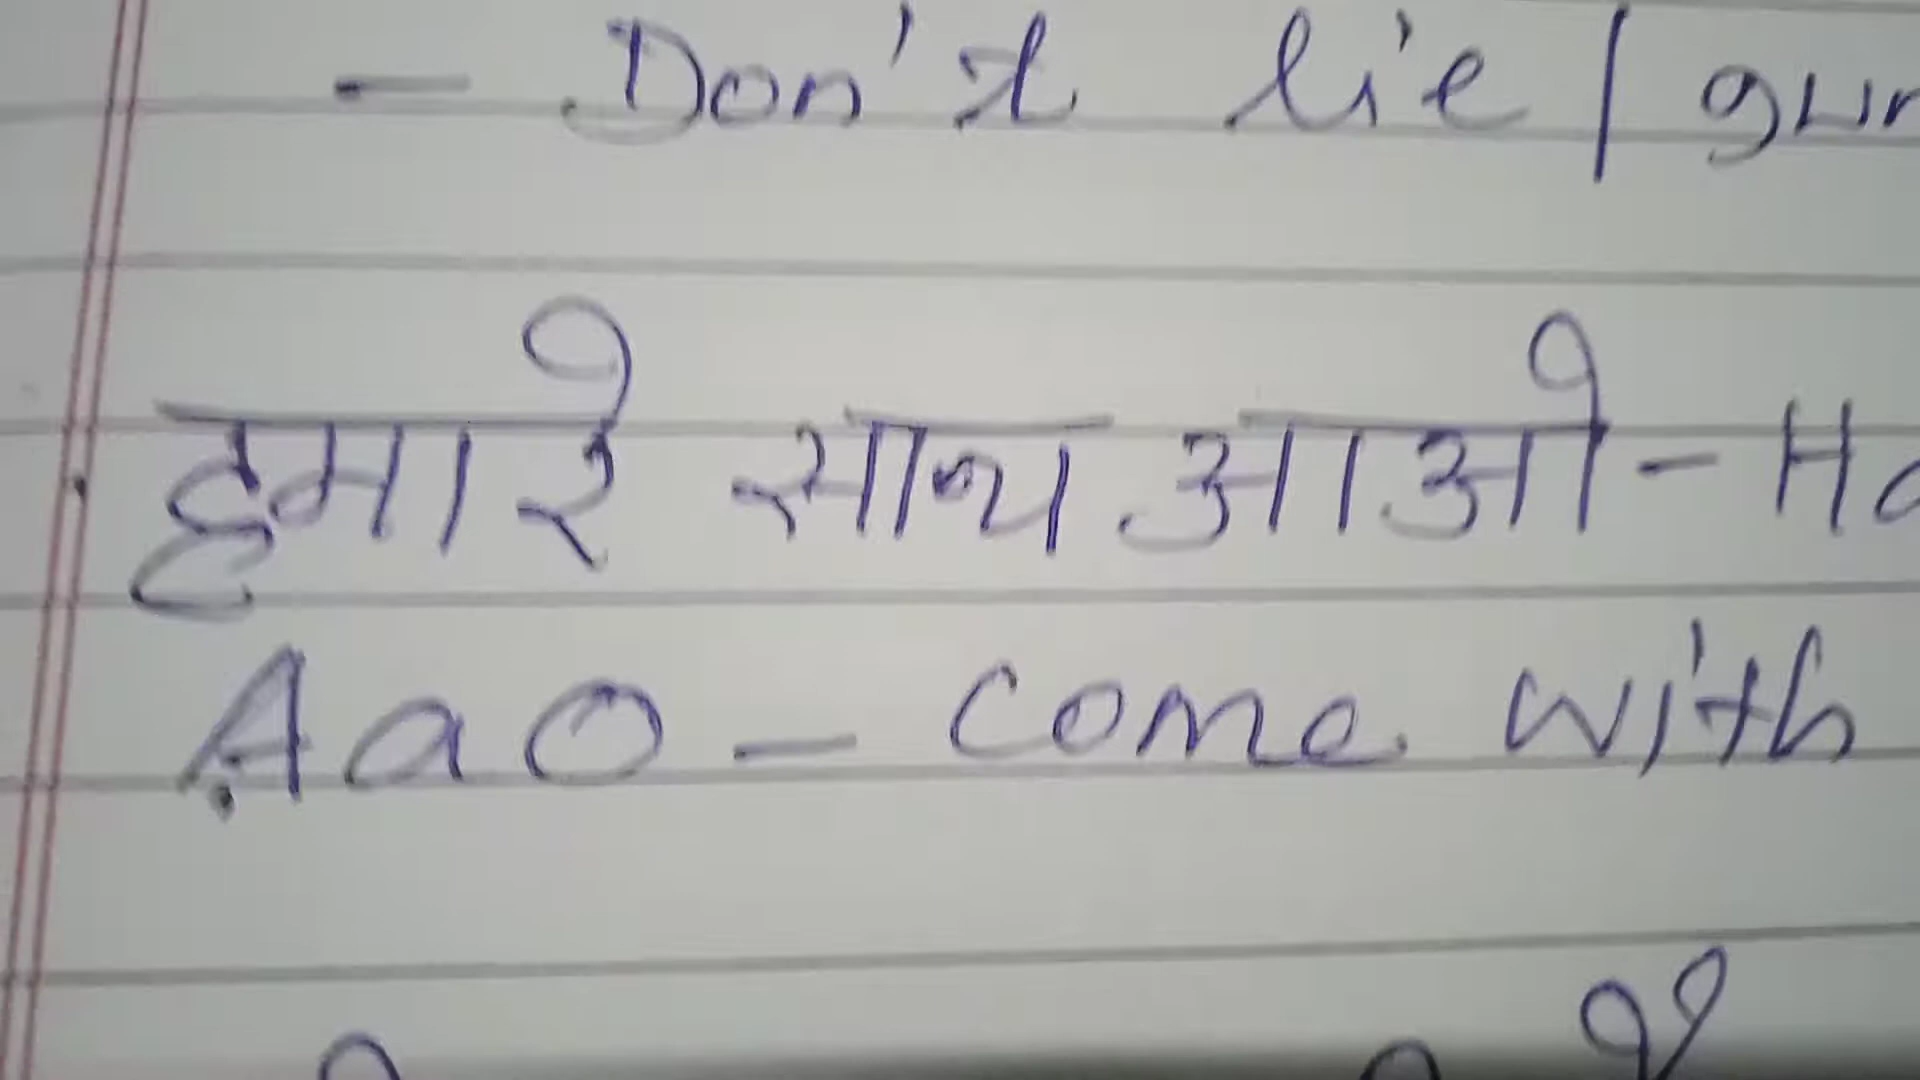 - Don't lie |
हमारे साथ आओ -
Aao - come with